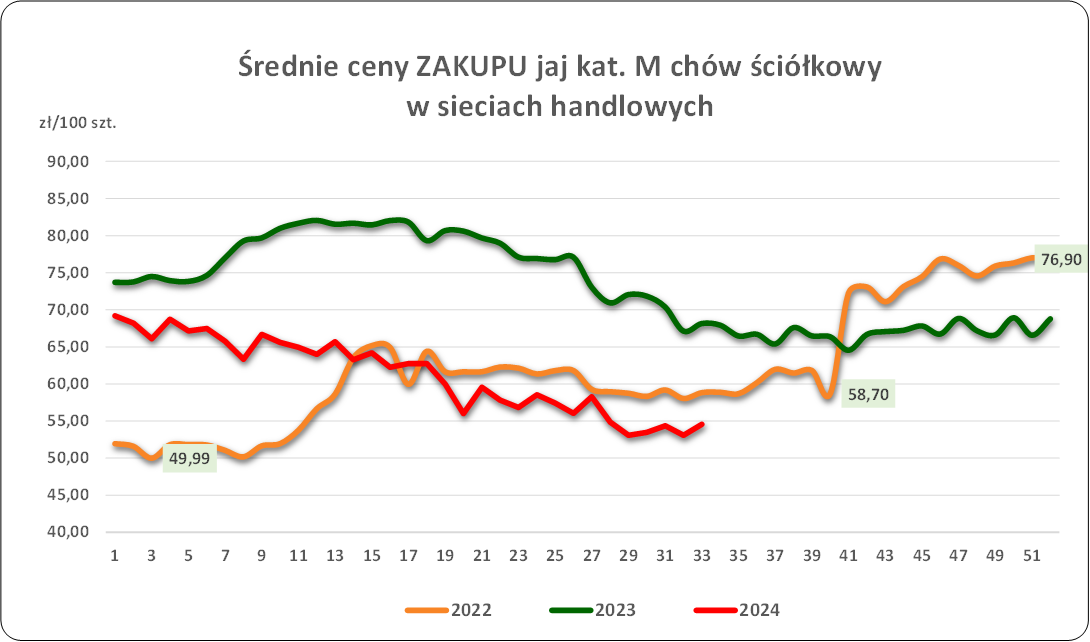 Średnie ceny ZAKUPU jaj kat. M chów ściółkowy
w sieciach handlowych
zł/100 szt.
90,00
85,00
80,00
75,00
70,00
65,00
60,00
55,00
50,00
45,00
40,00
76,90
58,70
49,99
1 3 5 7 9 11 13 15 17 19 21 23 25 27 29 31 33 35 37 39 41 43 45 47 49 51
2022 2023 2024